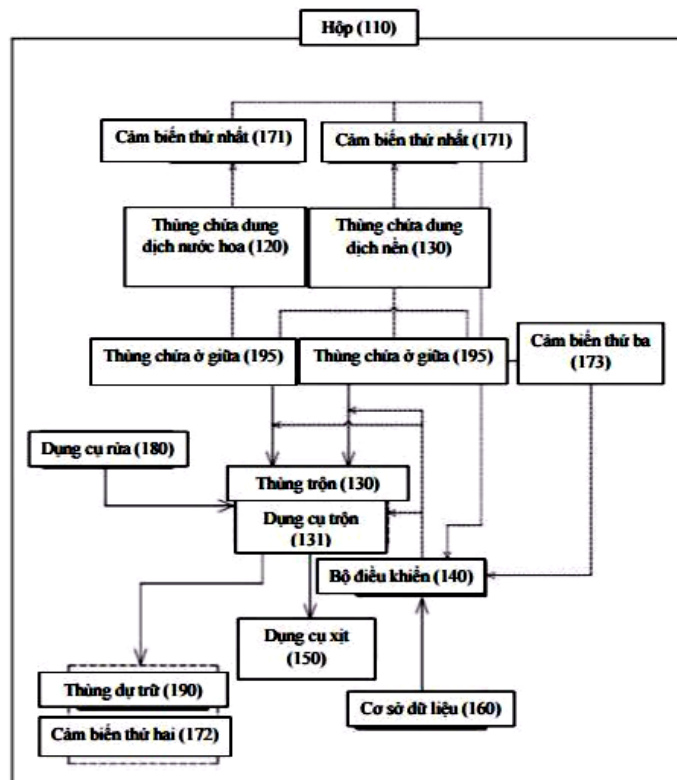 Hộp (110)
Cảm biến thứ nhất (171)
Cảm biến thứ nhất (171)
Thùng chứa dung
dịch nước hoa (120)
Thùng chứa dung
dịch nền (130)
Thùng chứa ở giữa (195)
Thùng chứa ở giữa (195)
Cảm biến thứ ba
(173)
Dụng cụ rửa (180)
Thùng trộn (130)
Dụng cụ trộn
(131)
Bộ điều khiển (140)
Dụng cụ xịt
(150)
Thùng dự trữ (190)
Cảm biến thứ hai (172)
Cơ sở dữ liệu (160)